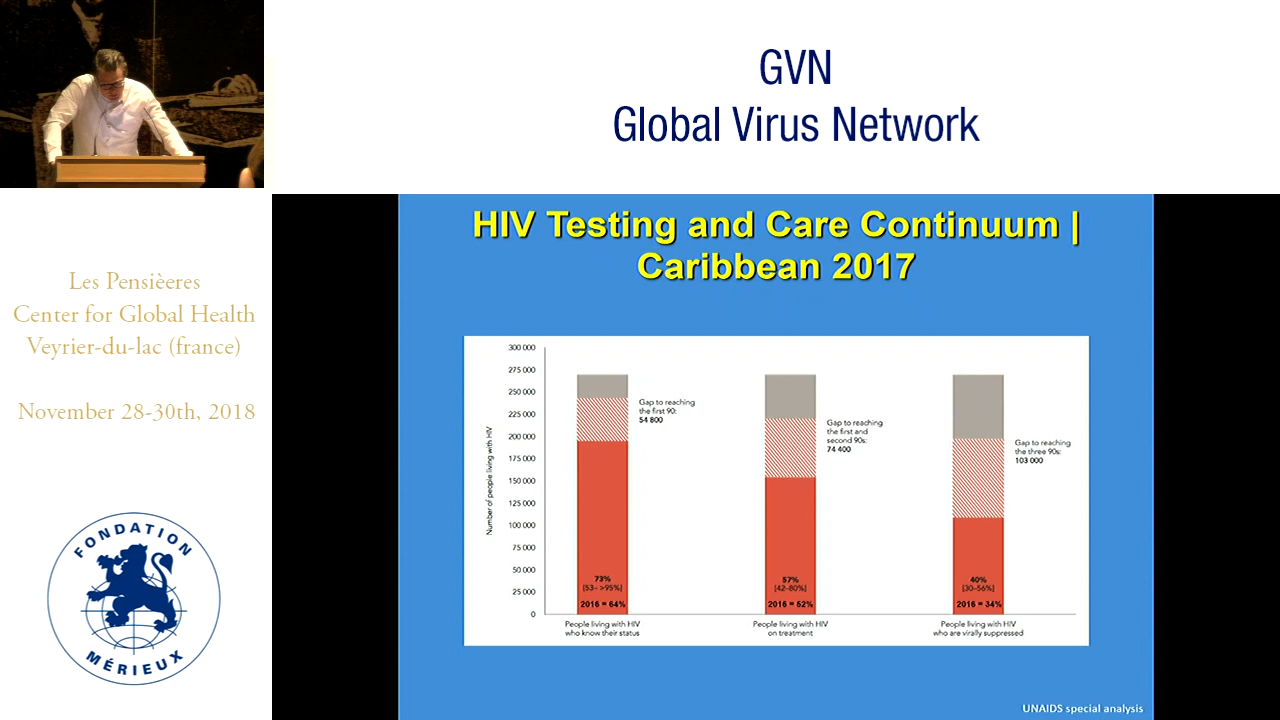 GVN
Global Virus Network
Les Pensièeres
Center for Global Health
Veyrier-du-lac (france)
November 28-30th, 2018
FONDATION
MÉRIEUX
HIV Testing and Care Continuum |
Caribbean 2017
Number of people living with HIV
300 000
275 000
250 000
225 000
200 000
175 000
150 000
125 000
100 000
75 000
50 000
25 000
0
Gap to reaching
the first 90:
54 800
73%
[53– >95%]
2016 = 64%
People living with HIV
who know their status
Gap to reaching
the first and
second 90s:
74 400
57%
[42–80%]
2016 = 52%
People living with HIV
on treatment
Gap to reaching
the three 90s:
103 000
40%
[30–56%]
2016 = 34%
People living with HIV
who are virally suppressed
UNAIDS special analysis